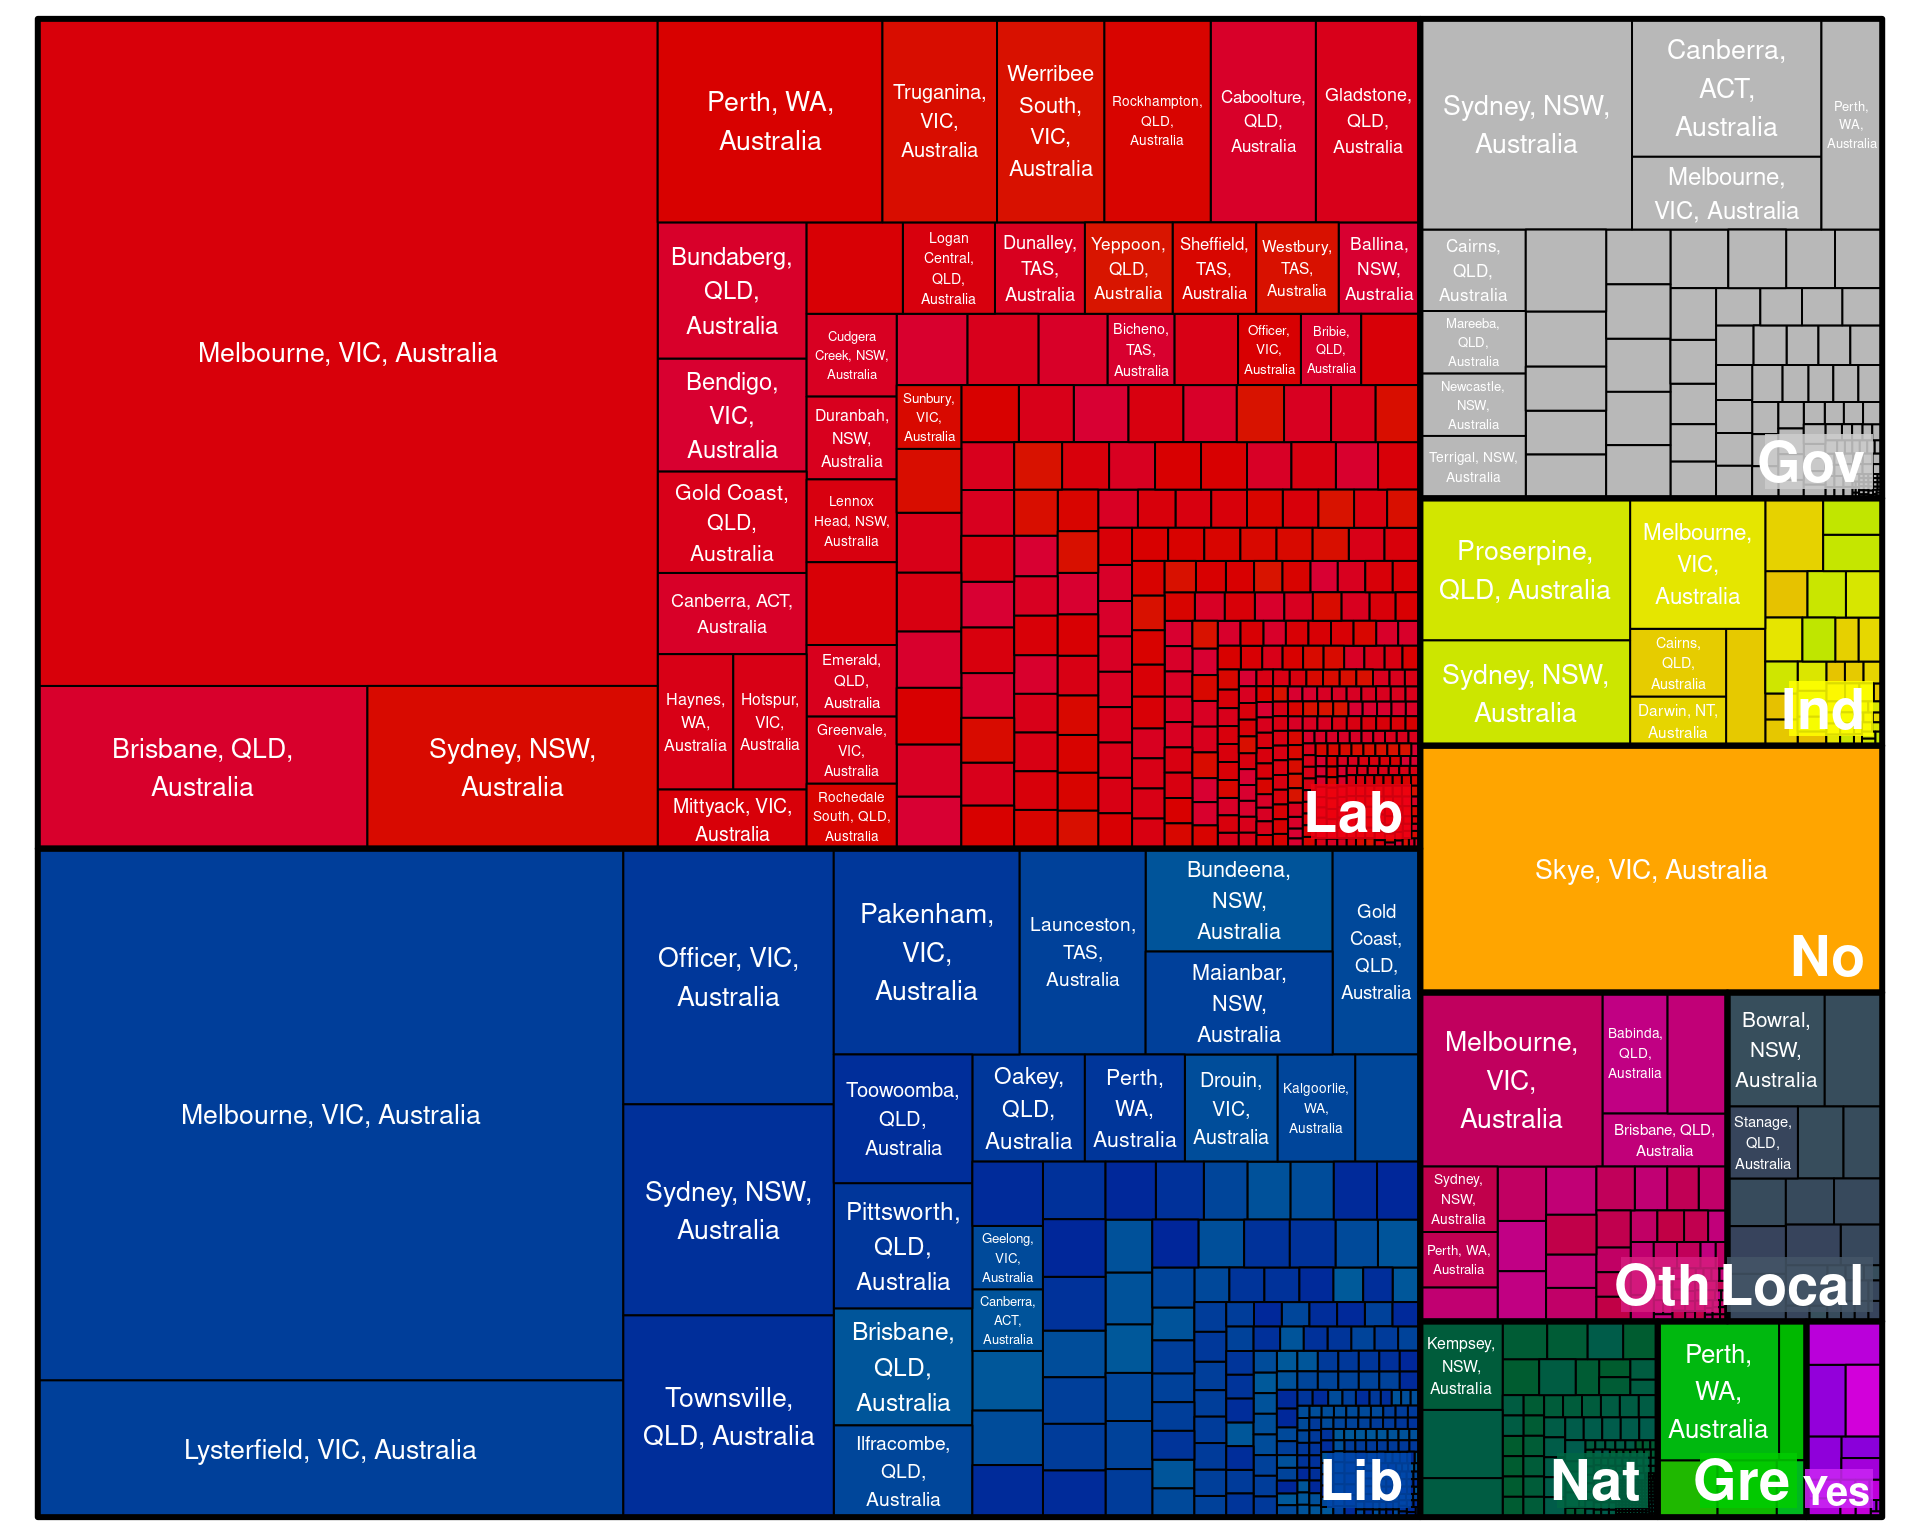 Melbourne, VIC, Australia
Brisbane, QLD,
Australia
Sydney, NSW,
Australia
Perth, WA,
Australia
Truganina,
VIC,
Australia
Werribee
South,
VIC,
Australia
Rockhampton,
QLD,
Australia
Caboolture,
QLD,
Australia
Gladstone,
QLD,
Australia
Bundaberg,
QLD,
Australia
Bendigo,
VIC,
Australia
Gold Coast,
QLD,
Australia
Canberra, ACT,
Australia
Haynes,
WA,
Australia
Hotspur,
VIC,
Australia
Mittyack, VIC,
Australia
Logan
Central,
QLD,
Australia
Dunalley,
TAS,
Australia
Yeppoon,
QLD,
Australia
Sheffield,
TAS,
Australia
Westbury,
TAS,
Australia
Ballina,
NSW,
Australia
Cudgera
Creek, NSW,
Australia
Duranbah,
NSW,
Australia
Lennox
Head, NSW,
Australia
Emerald,
QLD,
Australia
Greenvale,
VIC,
Australia
Rochedale
South, QLD,
Australia
Bicheno,
TAS,
Australia
Officer,
VIC,
Australia
Bribie,
QLD,
Australia
Sunbury,
VIC,
Australia
Lab
Melbourne, VIC, Australia
Lysterfield, VIC, Australia
Officer, VIC,
Australia
Sydney, NSW,
Australia
Townsville,
QLD, Australia
Pakenham,
VIC,
Australia
Launceston,
TAS,
Australia
Bundeena,
NSW,
Australia
Maianbar,
NSW,
Australia
Gold
Coast,
QLD,
Australia
Toowoomba,
QLD,
Australia
Pittsworth,
QLD,
Australia
Brisbane,
QLD,
Australia
Ilfracombe,
QLD,
Australia
Oakey,
QLD,
Australia
Perth,
WA,
Australia
Drouin,
VIC,
Australia
Kalgoorlie,
WA,
Australia
Geelong,
VIC,
Australia
Canberra,
ACT,
Australia
Lib
Sydney, NSW,
Australia
Canberra,
ACT,
Australia
Melbourne,
VIC, Australia
Perth,
WA,
Australia
Cairns,
QLD,
Australia
Mareeba,
QLD,
Australia
Newcastle,
NSW,
Australia
Terrigal, NSW,
Australia
Gov
Proserpine,
QLD, Australia
Sydney, NSW,
Australia
Melbourne,
VIC,
Australia
Cairns,
QLD,
Australia
Darwin, NT,
Australia
Ind
Skye, VIC, Australia
No
Melbourne,
VIC,
Australia
Babinda,
QLD,
Australia
Brisbane, QLD,
Australia
Sydney,
NSW,
Australia
Perth, WA,
Australia
Oth
Bowral,
NSW,
Australia
Stanage,
QLD,
Australia
Local
Kempsey,
NSW,
Australia
Nat
Perth,
WA,
Australia
Gre
Yes